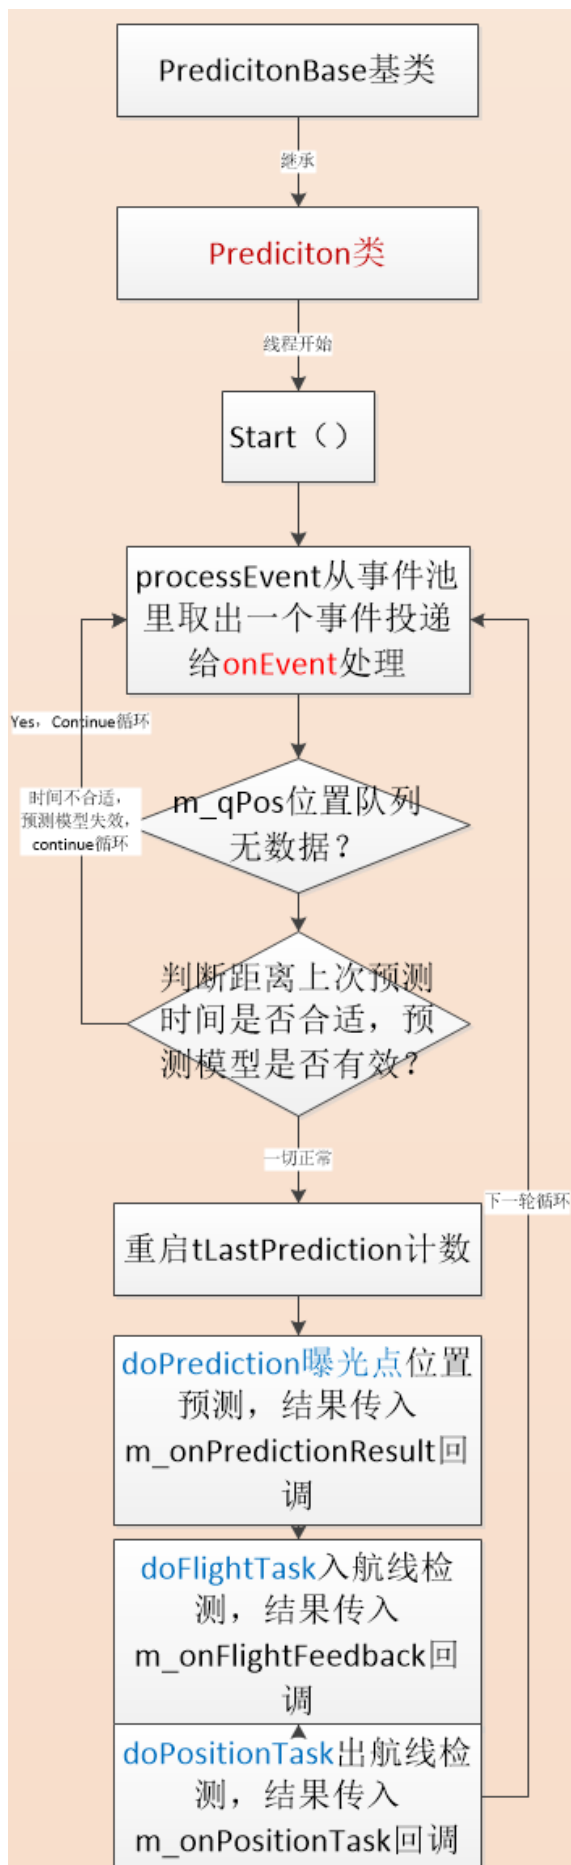 PredicitonBase基类
继承
Prediciton类
线程开始
Start（）
processEvent从事件池
里取出一个事件投递
给onEvent处理
Yes，Continue循环
m_qPos位置队列
无数据？
时间不合适，
预测模型失效，
continue循环
判断距离上次预测
时间是否合适，预
测模型是否有效？
一切正常
下一轮循环
重启tLastPrediction计数
doPrediction曝光点位置
预测，结果传入
m_onPredictionResult回
调
doFlightTask入航线检
测，结果传入
m_onFlightFeedback回
调
doPositionTask出航线检
测，结果传入
m_onPositionTask回调